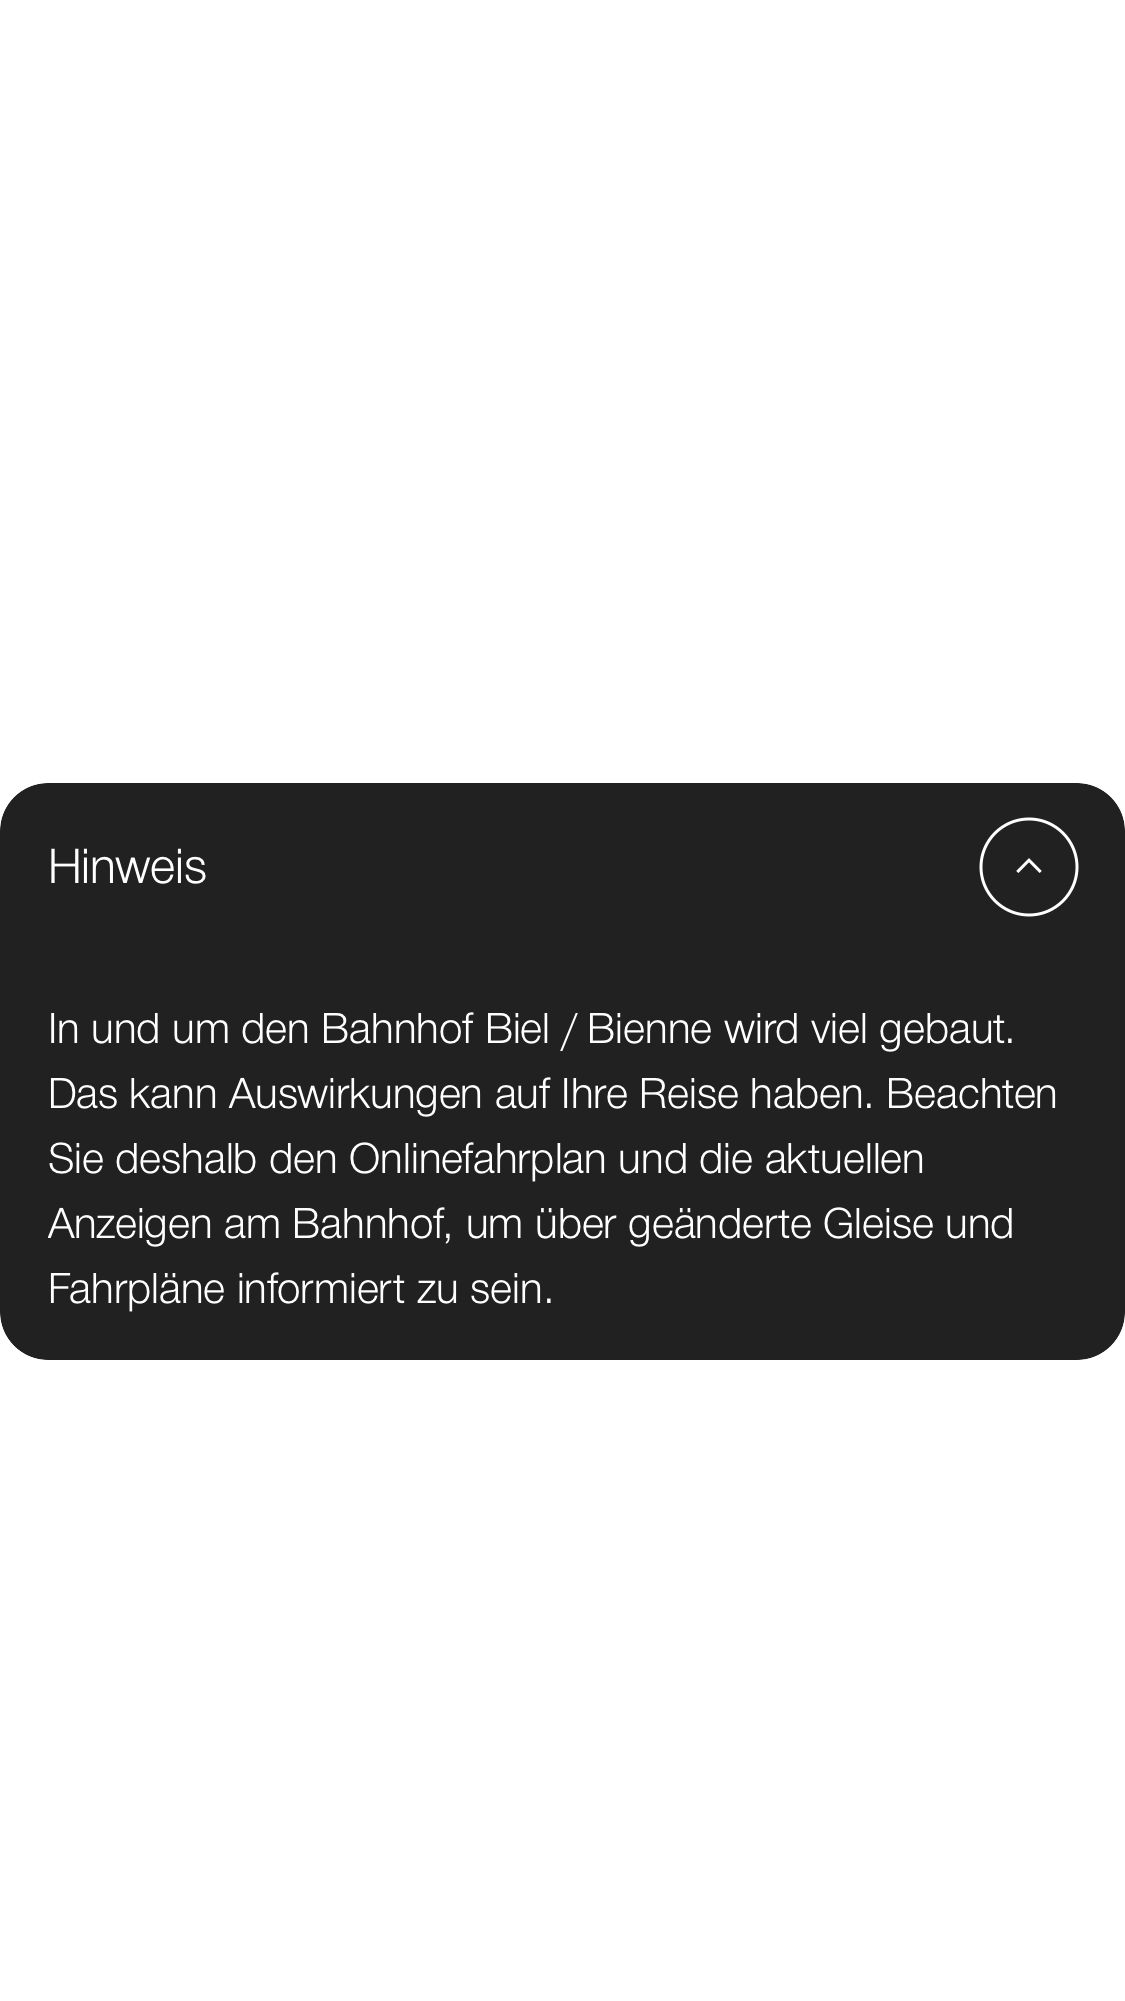 Hinweis
In und um den Bahnhof Biel / Bienne wird viel gebaut.
Das kann Auswirkungen auf Ihre Reise haben. Beachten
Sie deshalb den Onlinefahrplan und die aktuellen
Anzeigen am Bahnhof, um über geänderte Gleise und
Fahrpläne informiert zu sein.